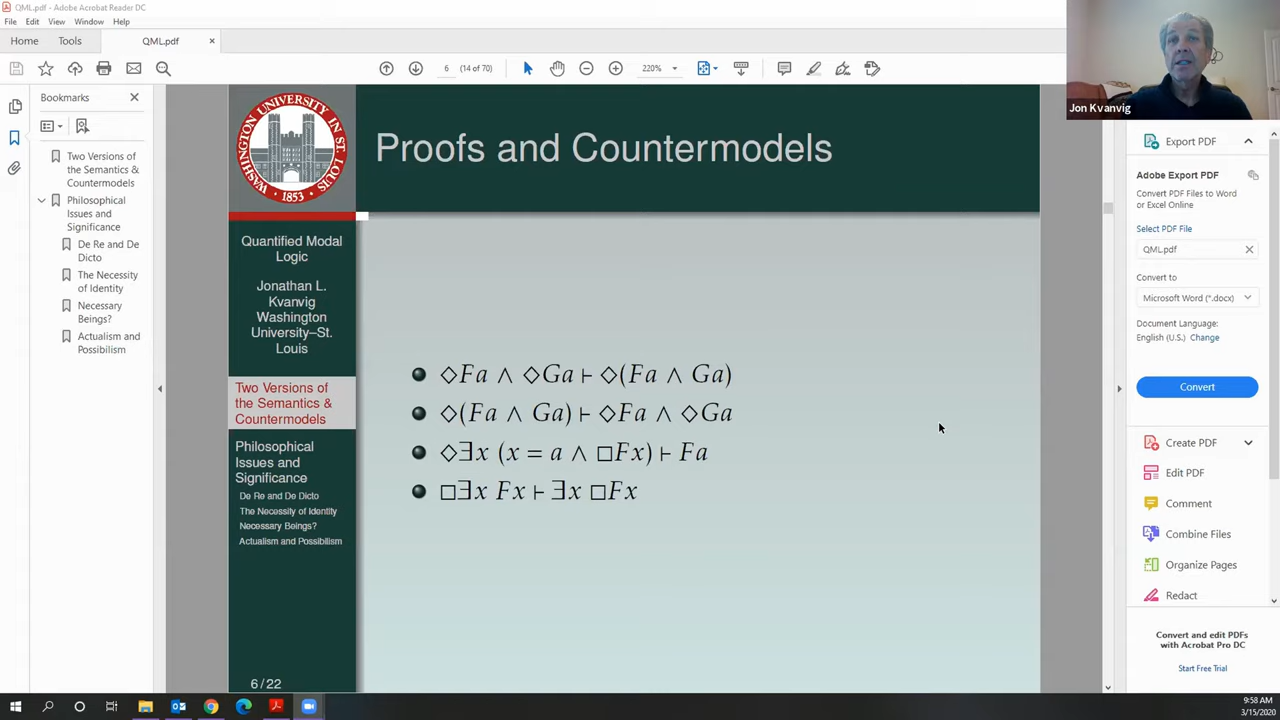 QML.pdf - Adobe Acrobat Reader DC
File Edit View Window Help
Home Tools QML.pdf ×
6 (14 of 70) 220%
Bookmarks
Two Versions of
the Semantics &
Countermodels
Philosophical
Issues and
Significance
De Re and De
Dicto
The Necessity
of Identity
Necessary
Beings?
Actualism and
Possibilism
WASHINGTON UNIVERSITY IN ST. LOUIS
1853
Proofs and Countermodels
Quantified Modal
Logic
Jonathan L.
Kvanvig
Washington
University–St.
Louis
Two Versions of
the Semantics &
Countermodels
Philosophical
Issues and
Significance
De Re and De Dicto
The Necessity of Identity
Necessary Beings?
Actualism and Possibilism
6 / 22
◇Fa ∧ ◇Ga ⊢ ◇(Fa ∧ Ga)
◇(Fa ∧ Ga) ⊢ ◇Fa ∧ ◇Ga
◇∃x (x = a ∧ □Fx) ⊢ Fa
□∃x Fx ⊢ ∃x □Fx
Jon Kvanvig
Export PDF
Adobe Export PDF
Convert PDF Files to Word
or Excel Online
Select PDF File
QML.pdf
Convert to
Microsoft Word (*.docx)
Document Language:
English (U.S.) Change
Convert
Create PDF
Edit PDF
Comment
Combine Files
Organize Pages
Redact
Convert and edit PDFs
with Acrobat Pro DC
Start Free Trial
9:58 AM
3/15/2020